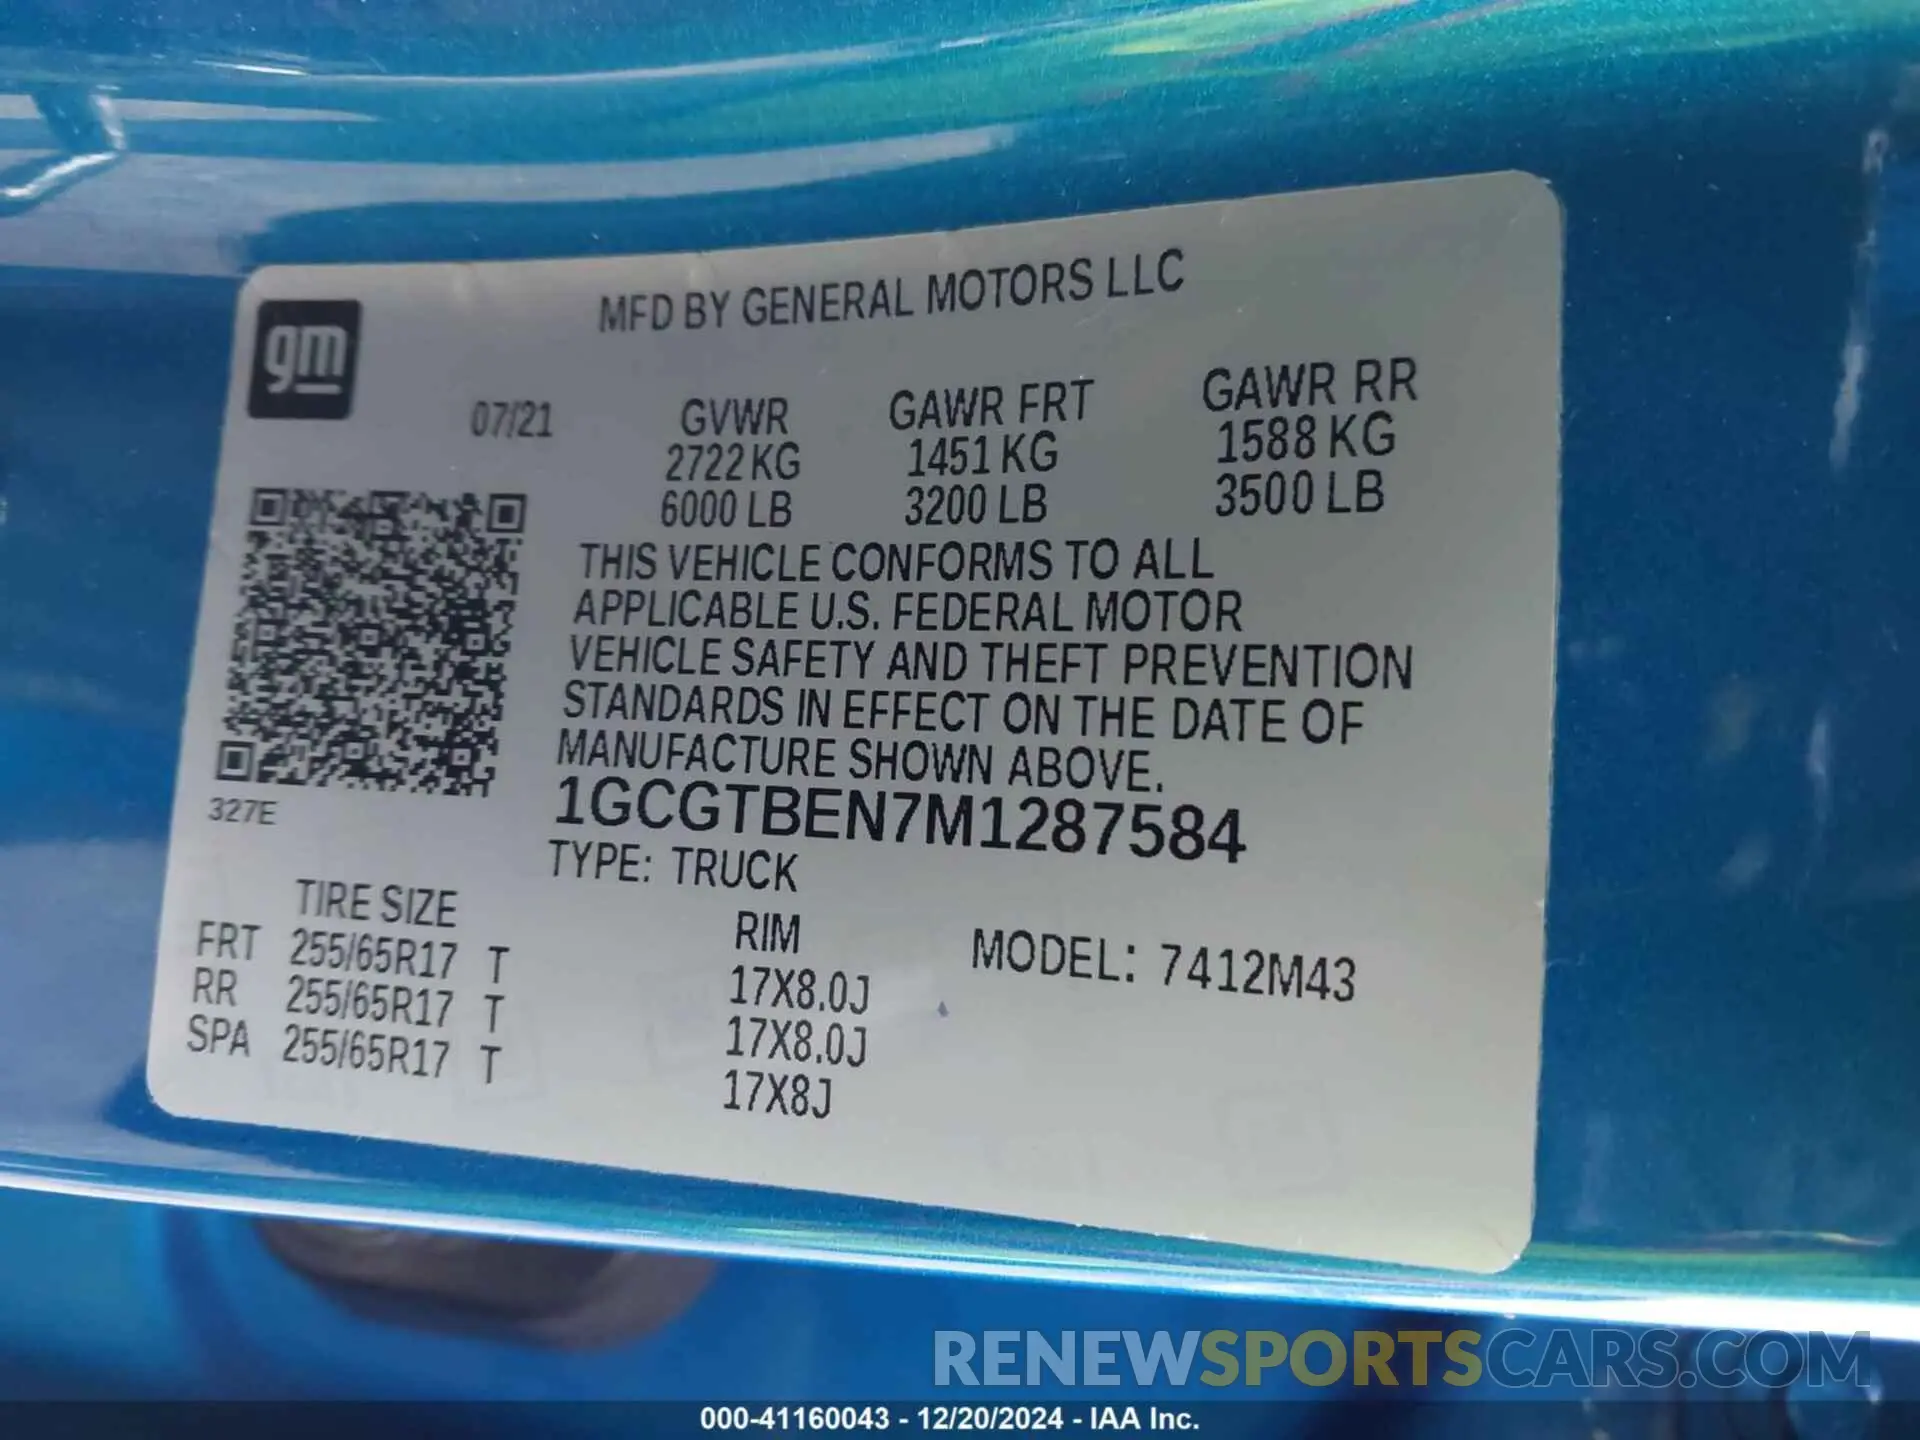 MFD BY GENERAL MOTORS LLC
gm
07/21 GVWR GAWR FRT GAWR RR
2722 KG 1451 KG 1588 KG
6000 LB 3200 LB 3500 LB
THIS VEHICLE CONFORMS TO ALL
APPLICABLE U.S. FEDERAL MOTOR
VEHICLE SAFETY AND THEFT PREVENTION
STANDARDS IN EFFECT ON THE DATE OF
MANUFACTURE SHOWN ABOVE.
327E
1GCGTBEN7M1287584
TYPE: TRUCK
TIRE SIZE RIM MODEL: 7412M43
FRT 255/65R17 T 17X8.0J
RR 255/65R17 T 17X8.0J
SPA 255/65R17 T 17X8J
RENEWSPORTSCARS.COM
000-41160043 - 12/20/2024 - IAA Inc.